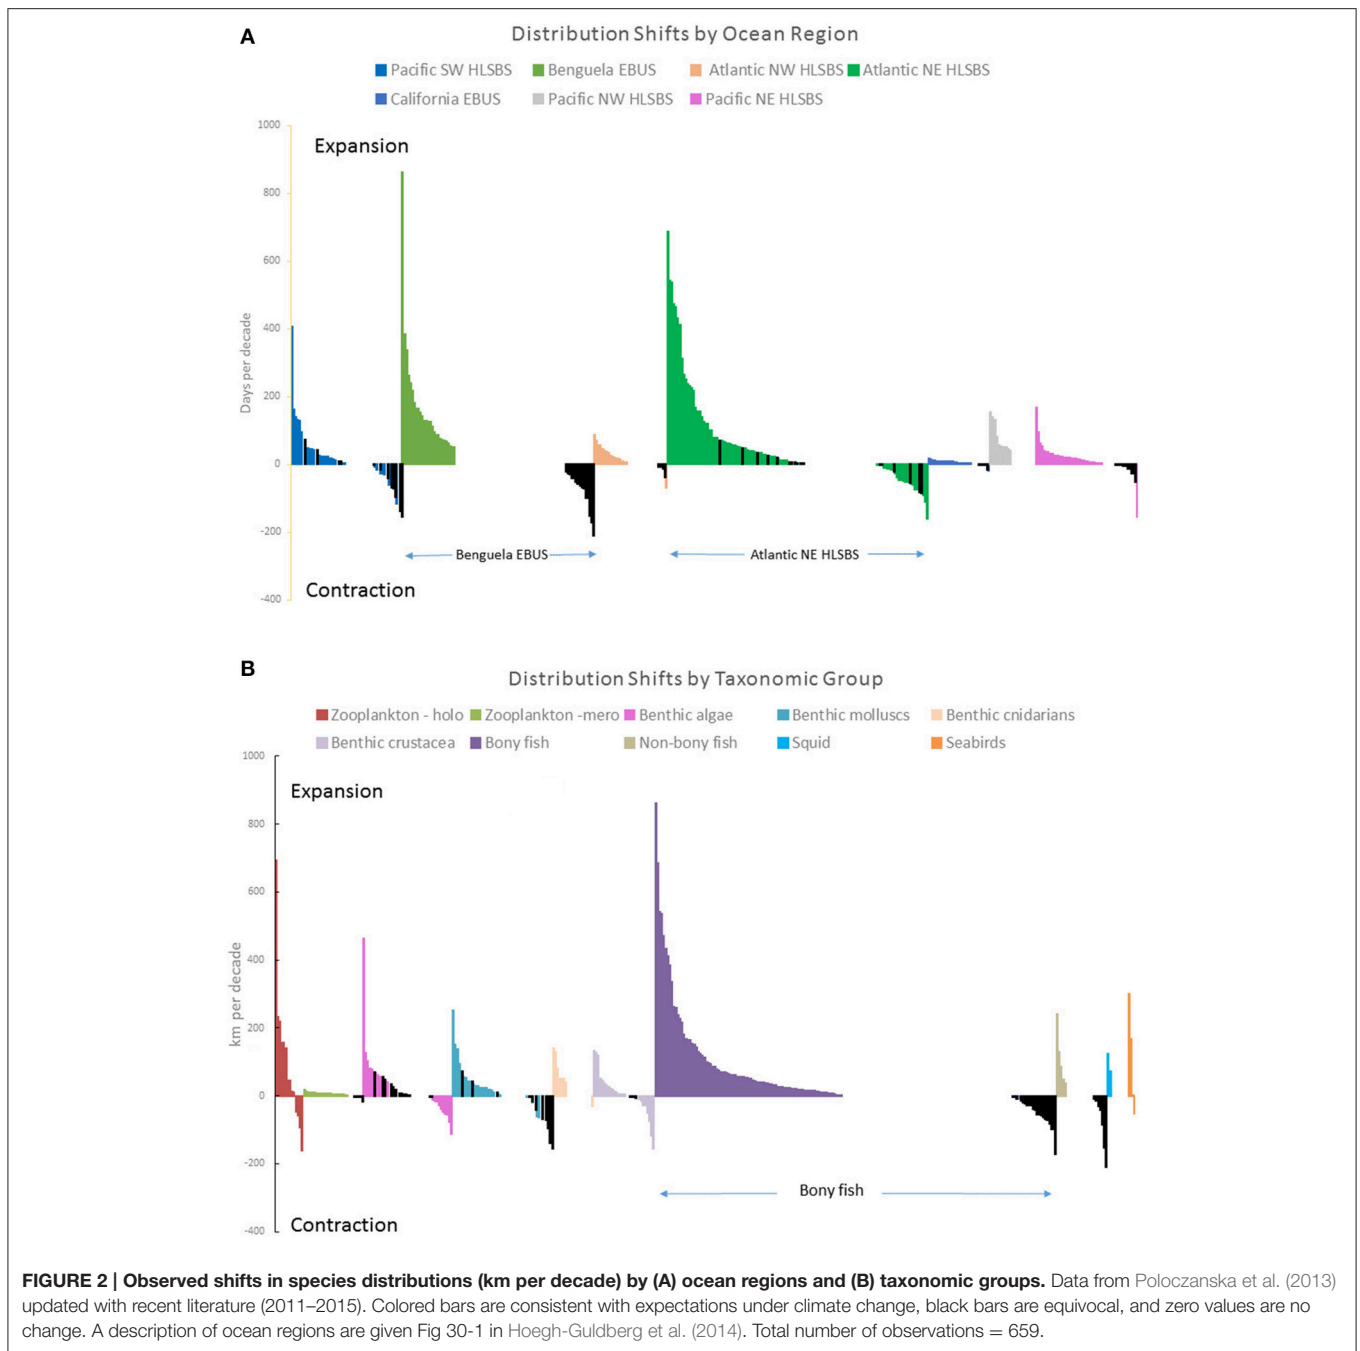 A
Distribution Shifts by Ocean Region
Pacific SW HLSBS Benguela EBUS Atlantic NW HLSBS Atlantic NE HLSBS
California EBUS Pacific NW HLSBS Pacific NE HLSBS
1000
Expansion
800
600
400
Days per decade
200
0
-200
Benguela EBUS Atlantic NE HLSBS
Contraction
-400
B
Distribution Shifts by Taxonomic Group
Zooplankton - holo Zooplankton -mero Benthic algae Benthic molluscs Benthic cnidarians
Benthic crustacea Bony fish Non-bony fish Squid Seabirds
1000
Expansion
800
600
400
km per decade
200
0
-200
Bony fish
Contraction
-400
FIGURE 2 | Observed shifts in species distributions (km per decade) by (A) ocean regions and (B) taxonomic groups. Data from Poloczanska et al. (2013)
updated with recent literature (2011–2015). Colored bars are consistent with expectations under climate change, black bars are equivocal, and zero values are no
change. A description of ocean regions are given Fig 30-1 in Hoegh-Guldberg et al. (2014). Total number of observations = 659.